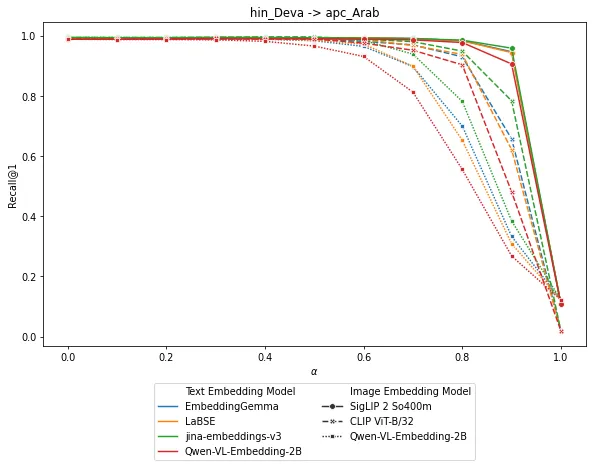 hin_Deva -> apc_Arab
Recall@1
1.0
0.8
0.6
0.4
0.2
0.0
0.0 0.2 0.4 0.6 0.8 1.0
α
Text Embedding Model
EmbeddingGemma
LaBSE
jina-embeddings-v3
Qwen-VL-Embedding-2B
Image Embedding Model
SigLIP 2 So400m
CLIP ViT-B/32
Qwen-VL-Embedding-2B